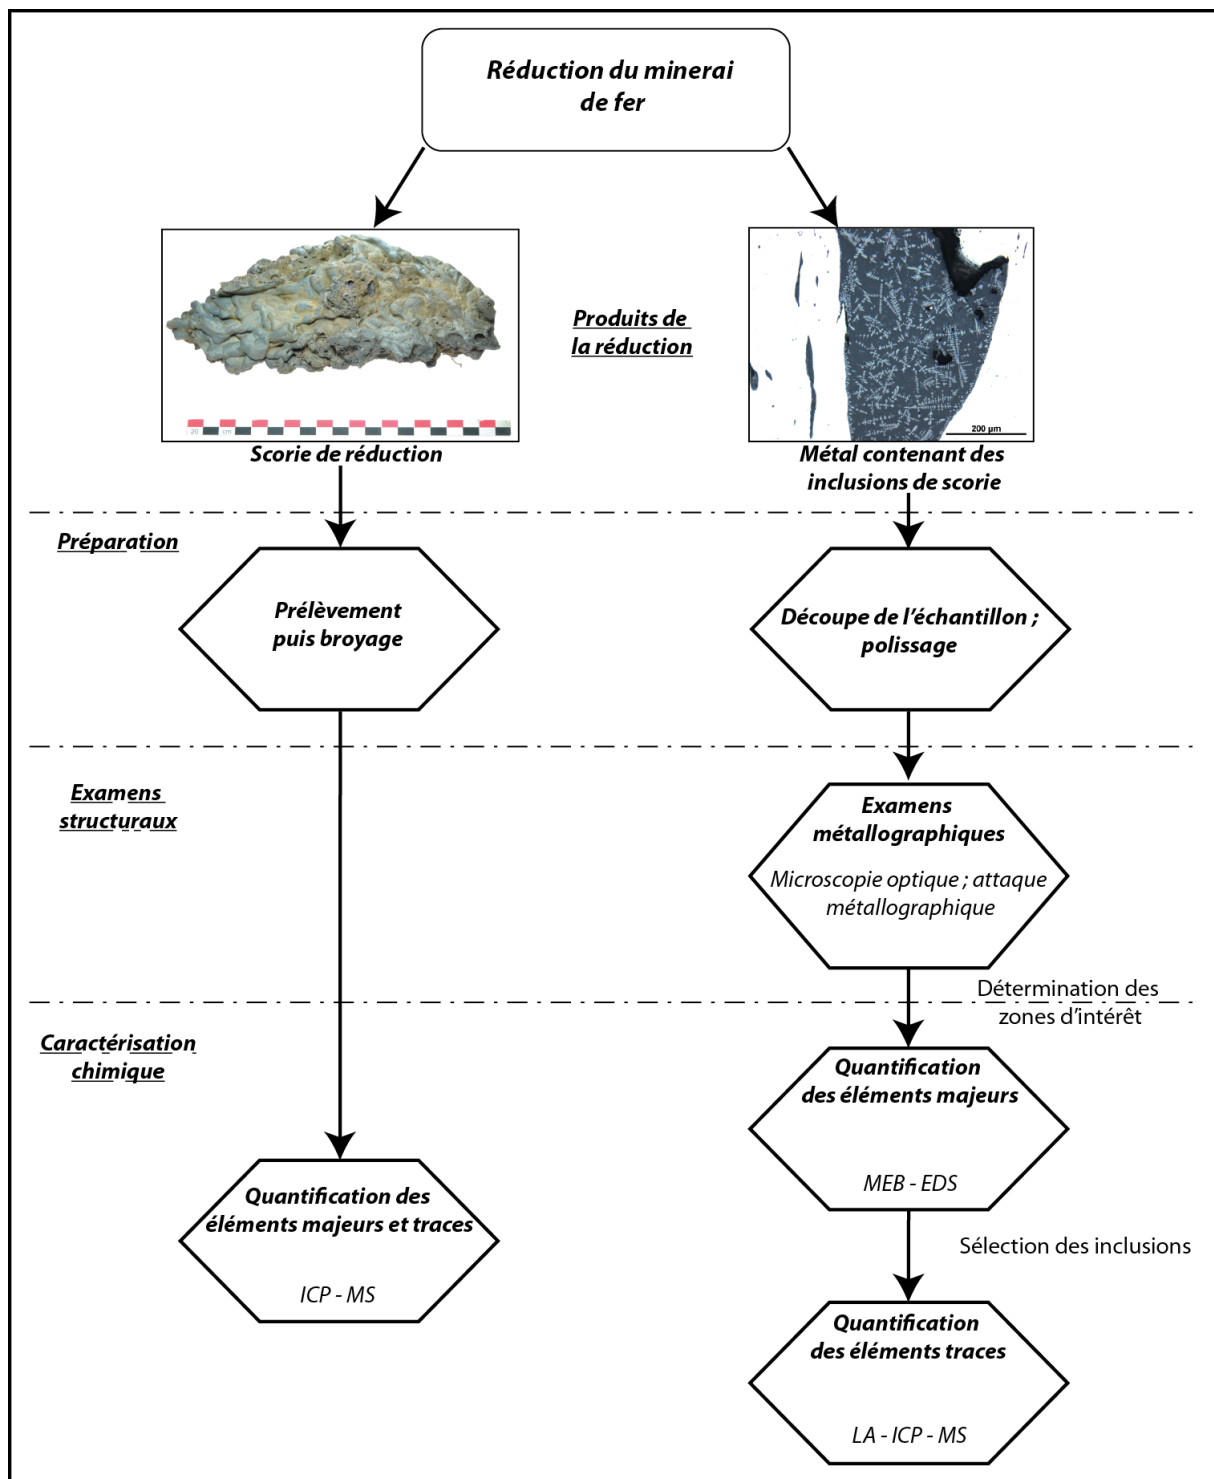 Réduction du minerai
de fer
Produits de
la réduction
20 cm
200 µm
Scorie de réduction
Métal contenant des
inclusions de scorie
Préparation
Prélèvement
puis broyage
Découpe de l'échantillon ;
polissage
Examens
structuraux
Examens
métallographiques
Microscopie optique ; attaque
métallographique
Détermination des
zones d'intérêt
Caractérisation
chimique
Quantification
des éléments majeurs
MEB - EDS
Quantification des
éléments majeurs et traces
ICP - MS
Sélection des inclusions
Quantification
des éléments traces
LA - ICP - MS